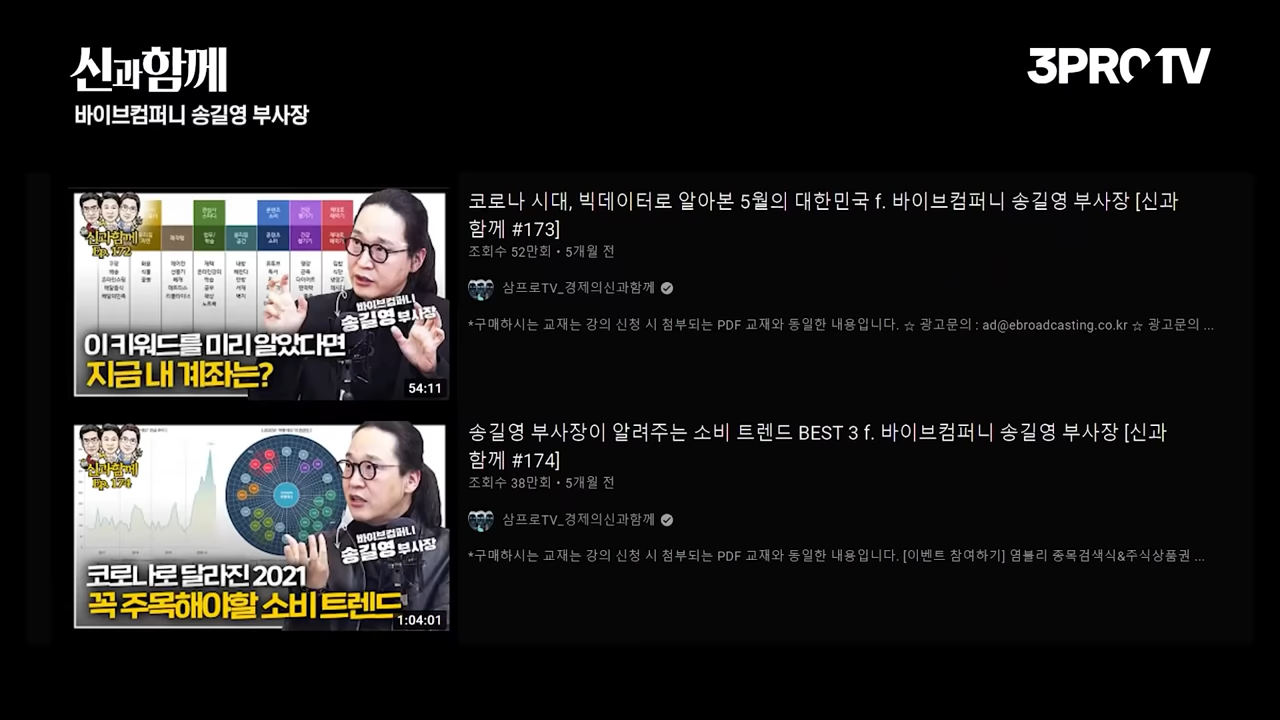 신과함께
3PROTV
바이브컴퍼니 송길영 부사장
코로나 시대, 빅데이터로 알아본 5월의 대한민국 f. 바이브컴퍼니 송길영 부사장 [신과
함께 #173]
조회수 52만회 • 5개월 전
삼프로TV_경제의신과함께
*구매하시는 교재는 강의 신청 시 첨부되는 PDF 교재와 동일한 내용입니다. ☆ 광고문의 : ad@ebroadcasting.co.kr ☆ 광고문의 ...
신과함께
Ep. 172
바이브컴퍼니
송길영 부사장
이 키워드를 미리 알았다면
지금 내 계좌는?
54:11
송길영 부사장이 알려주는 소비 트렌드 BEST 3 f. 바이브컴퍼니 송길영 부사장 [신과
함께 #174]
조회수 38만회 • 5개월 전
삼프로TV_경제의신과함께
*구매하시는 교재는 강의 신청 시 첨부되는 PDF 교재와 동일한 내용입니다. [이벤트 참여하기] 염블리 종목검색식&주식상품권 ...
신과함께
Ep. 174
바이브컴퍼니
송길영 부사장
코로나로 달라진 2021
꼭 주목해야할 소비 트렌드
1:04:01